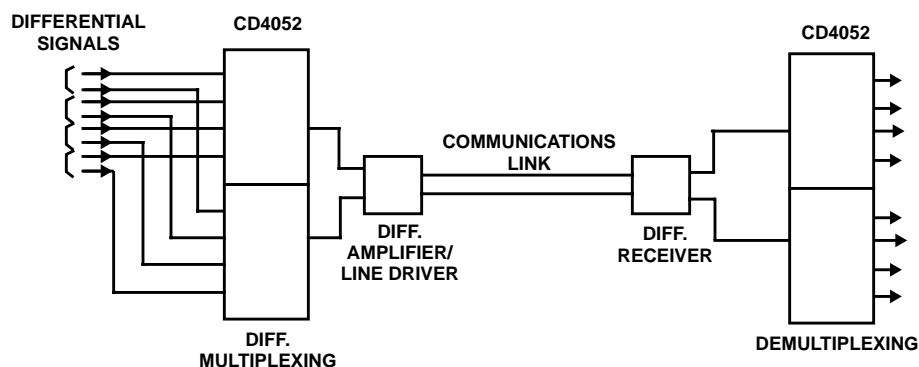 DIFFERENTIAL
SIGNALS
CD4052
CD4052
COMMUNICATIONS
LINK
DIFF.
AMPLIFIER/
LINE DRIVER
DIFF.
RECEIVER
DIFF.
MULTIPLEXING
DEMULTIPLEXING